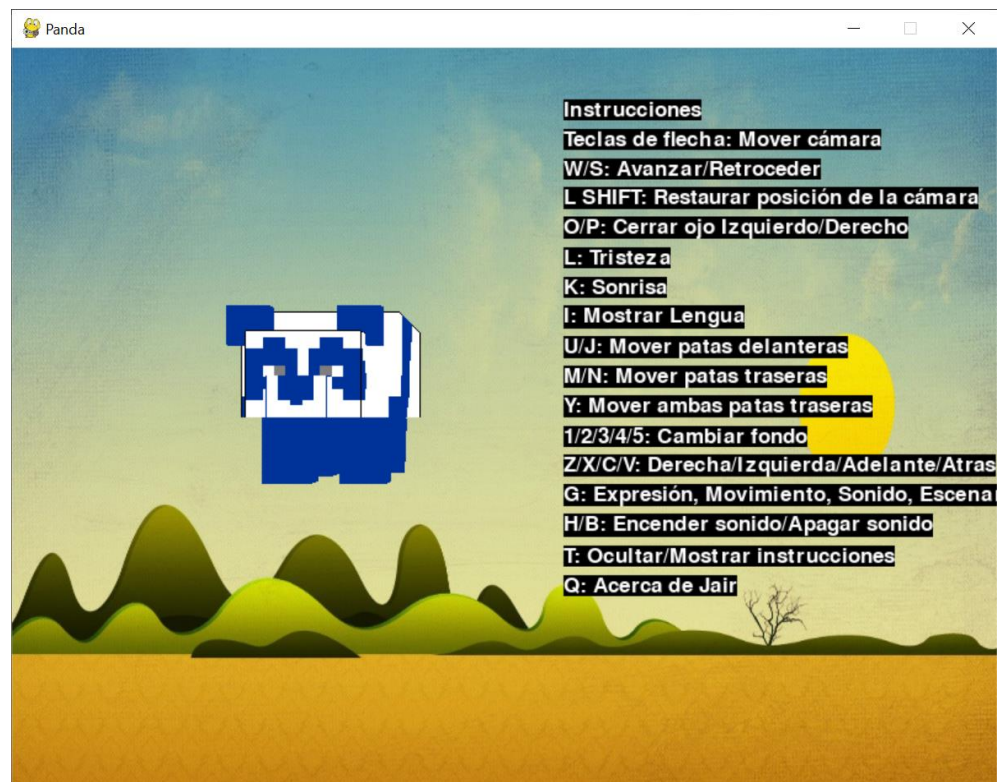 Panda
Instrucciones
Teclas de flecha: Mover cámara
W/S: Avanzar/Retroceder
L SHIFT: Restaurar posición de la cámara
O/P: Cerrar ojo Izquierdo/Derecho
L: Tristeza
K: Sonrisa
I: Mostrar Lengua
U/J: Mover patas delanteras
M/N: Mover patas traseras
Y: Mover ambas patas traseras
1/2/3/4/5: Cambiar fondo
Z/X/C/V: Derecha/Izquierda/Adelante/Atras
G: Expresión, Movimiento, Sonido, Escenar
H/B: Encender sonido/Apagar sonido
T: Ocultar/Mostrar instrucciones
Q: Acerca de Jair